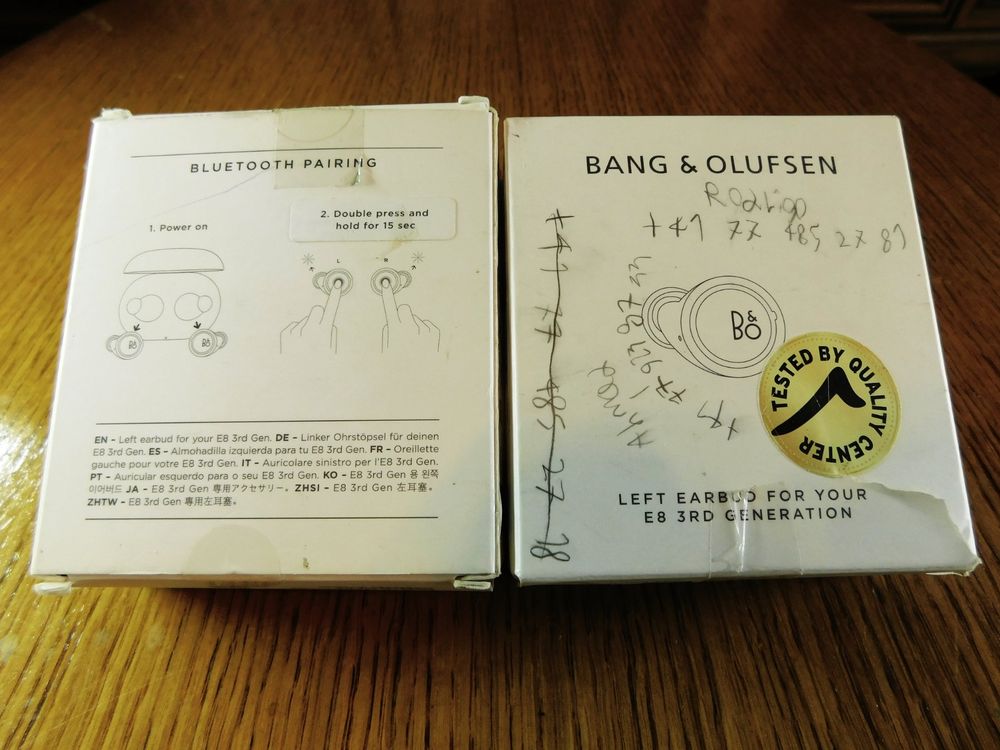 BLUETOOTH PAIRING
1. Power on
2. Double press and
hold for 15 sec
L
R
B&O
B&O
EN – Left earbud for your E8 3rd Gen. DE – Linker Ohrstöpsel für deinen
E8 3rd Gen. ES – Almohadilla izquierda para tu E8 3rd Gen. FR – Oreillette
gauche pour votre E8 3rd Gen. IT – Auricolare sinistro per l'E8 3rd Gen.
PT – Auricular esquerdo para o seu E8 3rd Gen. KO – E8 3rd Gen 용 왼쪽
이어버드 JA – E8 3rd Gen 専用アクセサリー。 ZHSI – E8 3rd Gen 左耳塞。
ZHTW – E8 3rd Gen 專用左耳塞。
BANG & OLUFSEN
Rodrigo
+41 77 485 27 81
B&O
TESTED BY QUALITY
CENTER
LEFT EARBUD FOR YOUR
E8 3RD GENERATION